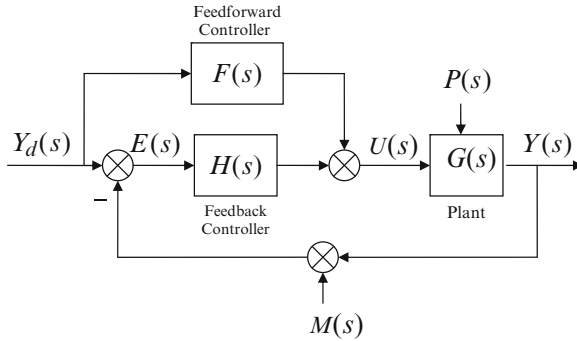 Feedforward
Controller
F(s)
P(s)
Y_d(s)
E(s)
H(s)
U(s)
G(s)
Y(s)
Feedback
Controller
Plant
−
M(s)